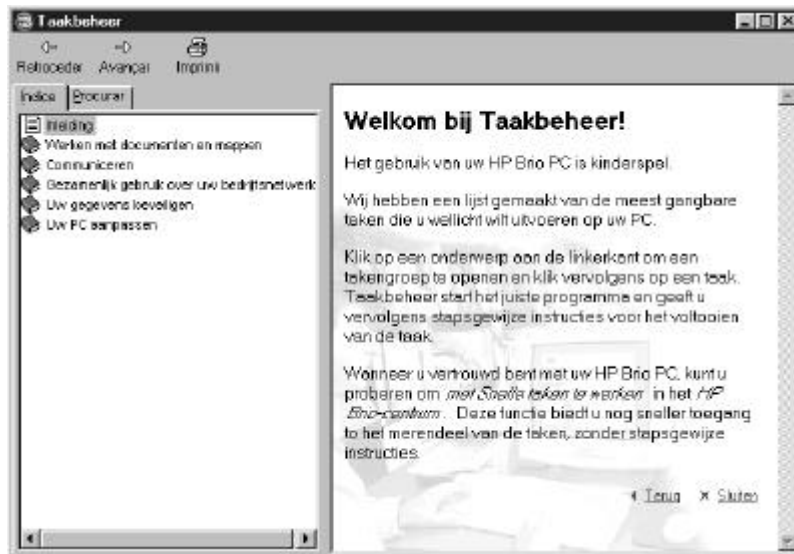 Taakbeheer
Retroceder Avançar Imprimir
Índice Procurar
Inleiding
Werken met documenten en mappen
Communiceren
Gezamenlijk gebruik over uw bedrijfsnetwerk
Uw gegevens beveiligen
Uw PC aanpassen
Welkom bij Taakbeheer!
Het gebruik van uw HP Brio PC is kinderspel.
Wij hebben een lijst gemaakt van de meest gangbare
taken die u wellicht wilt uitvoeren op uw PC.
Klik op een onderwerp aan de linkerkant om een
takengroep te openen en klik vervolgens op een taak.
Taakbeheer start het juiste programma en geeft u
vervolgens stapsgewijze instructies voor het voltooien
van de taak.
Wanneer u vertrouwd bent met uw HP Brio PC, kunt u
proberen om met Snelle taken te werken in het HP
Brio-centrum. Deze functie biedt u nog sneller toegang
to het merendeel van de taken, zonder stapsgewijze
instructies.
Terug Sluiten